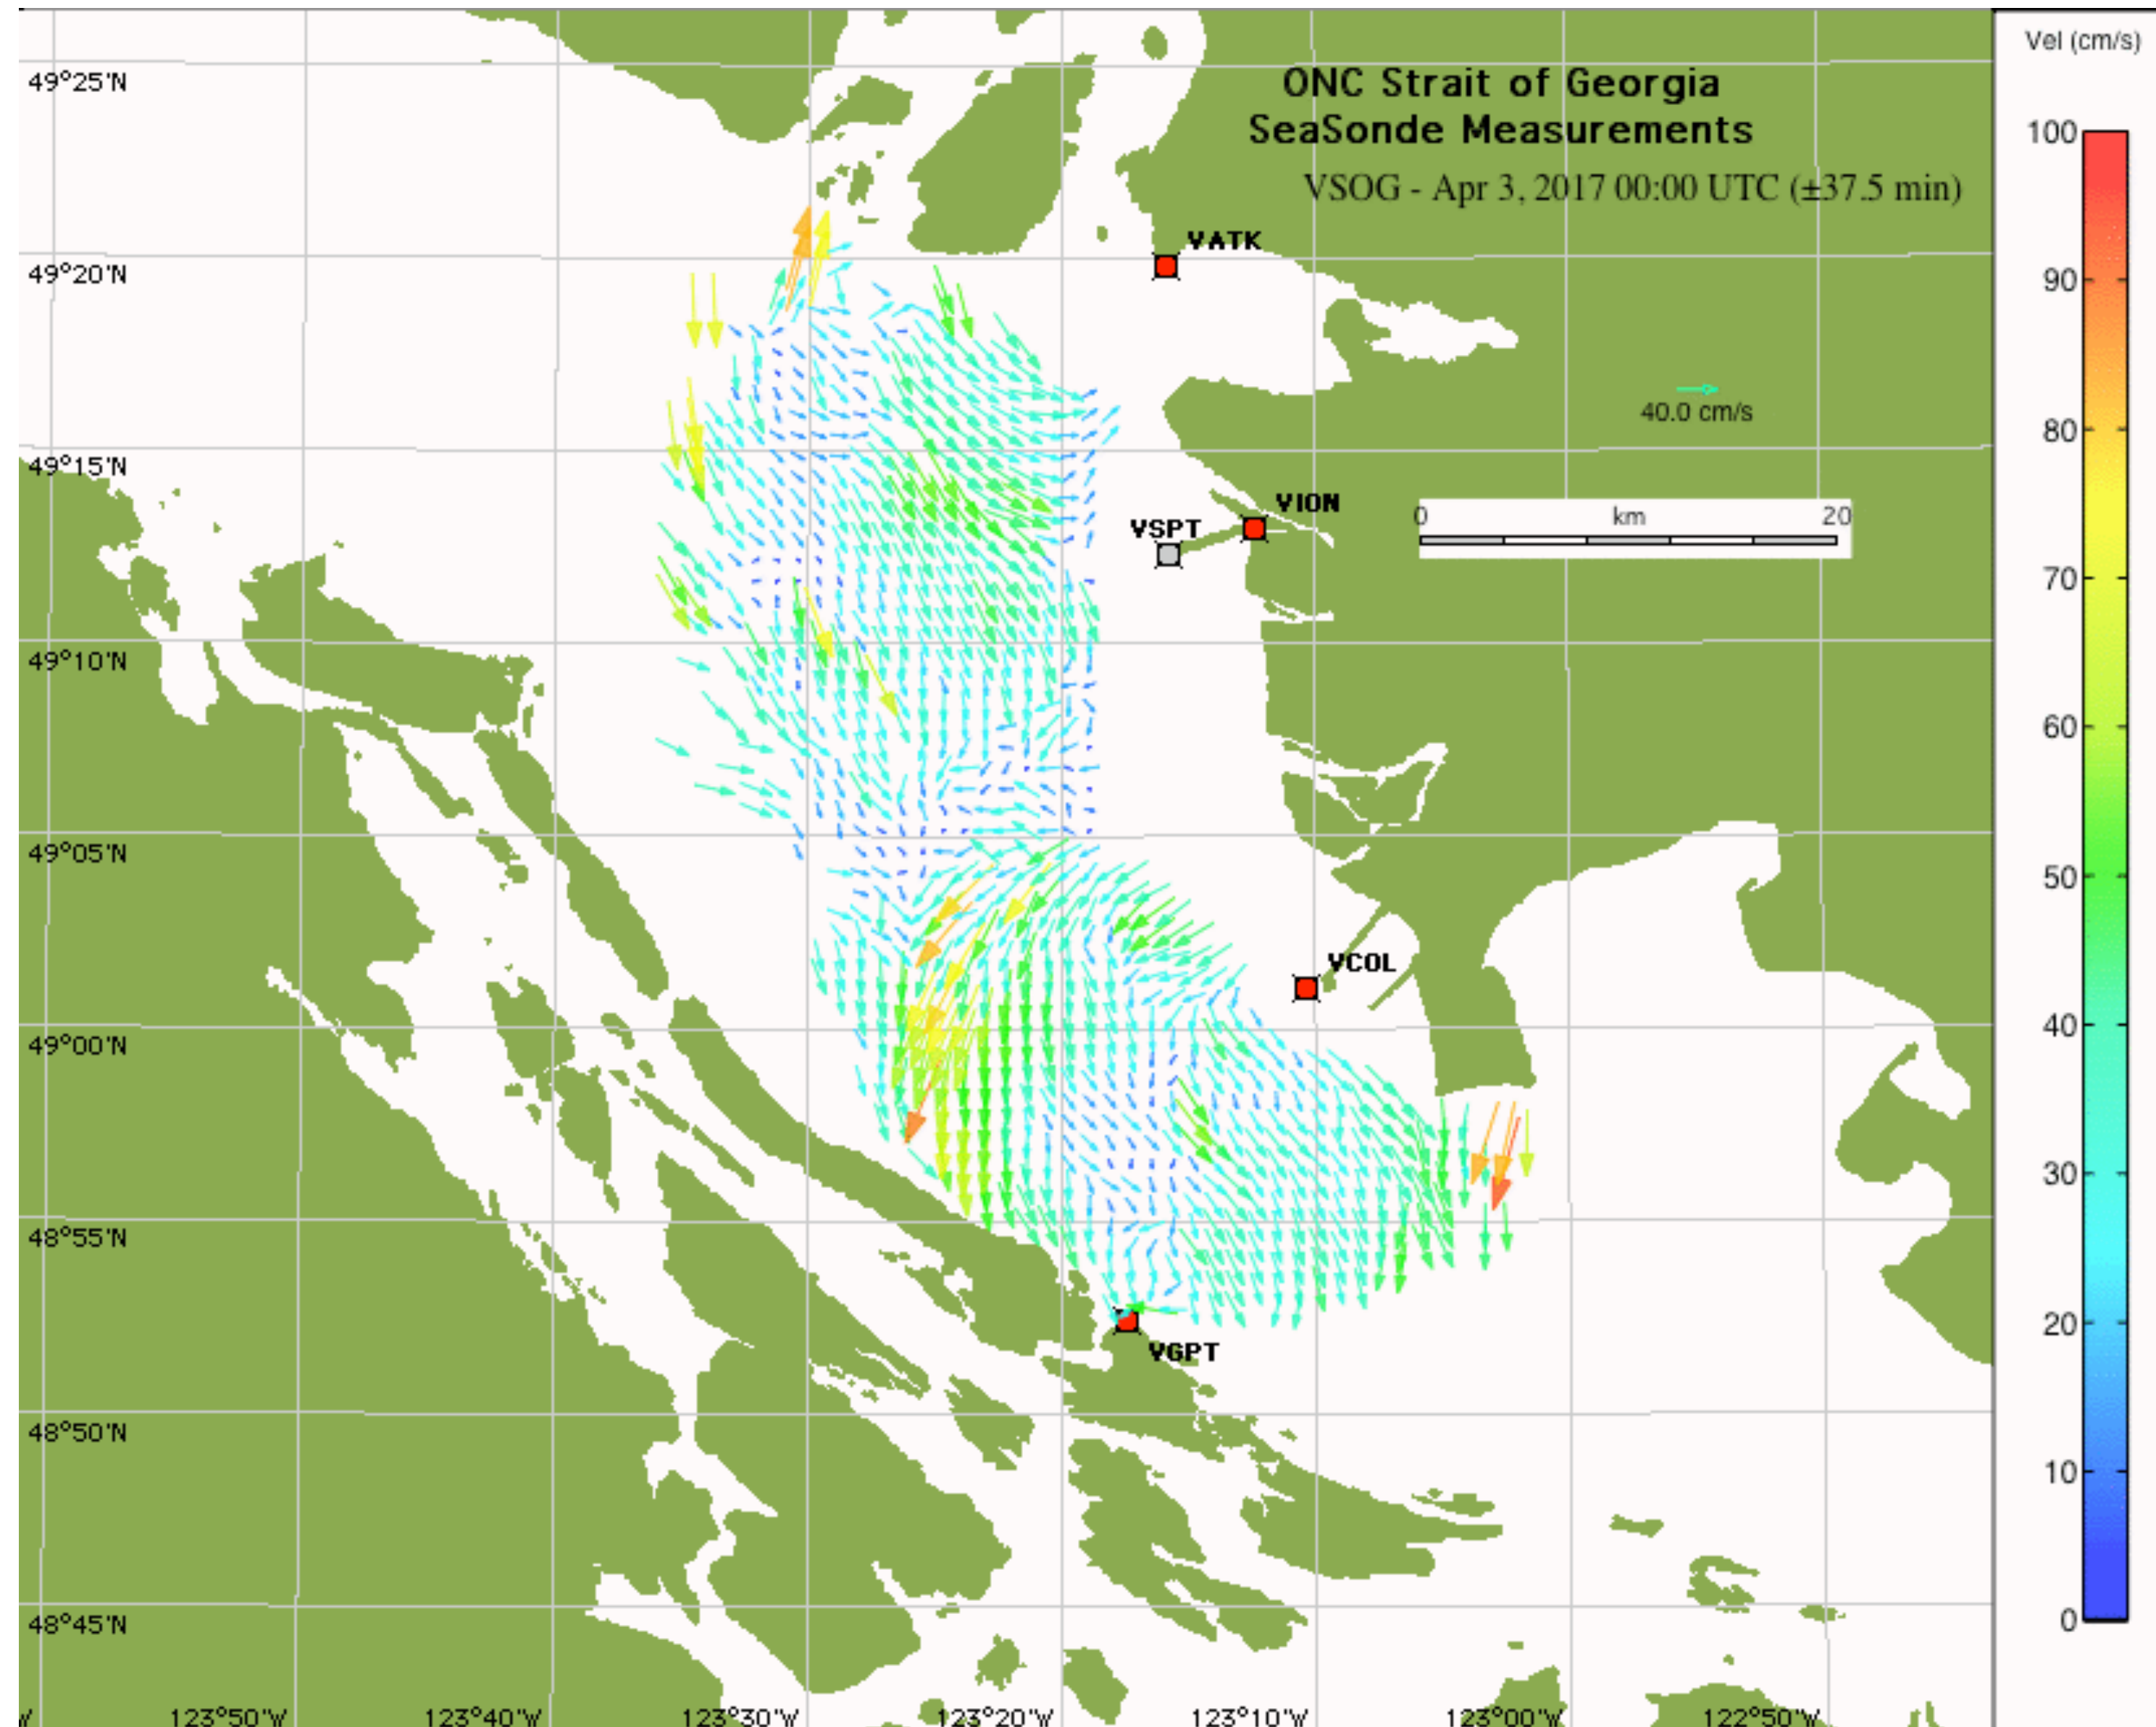 Vel (cm/s)
ONC Strait of Georgia
SeaSonde Measurements
VSOG - Apr 3, 2017 00:00 UTC (±37.5 min)
49°25'N
49°20'N
49°15'N
49°10'N
49°05'N
49°00'N
48°55'N
48°50'N
48°45'N
VATK
40.0 cm/s
VION
VSPT
0 km 20
VCOL
VGPT
100
90
80
70
60
50
40
30
20
10
0
W 123°50'W 123°40'W 123°30'W 123°20'W 123°10'W 123°00'W 122°50'W